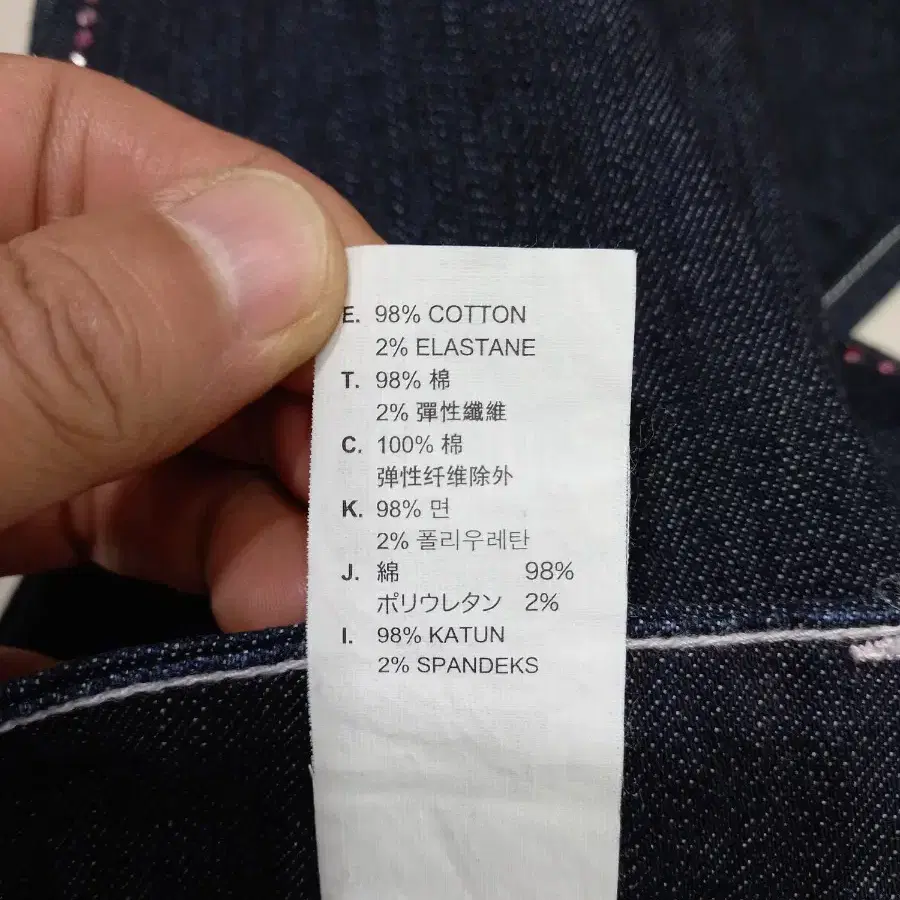 E. 98% COTTON
2% ELASTANE
T. 98% 棉
2% 彈性纖維
C. 100% 棉
弹性纤维除外
K. 98% 면
2% 폴리우레탄
J. 綿 98%
ポリウレタン 2%
I. 98% KATUN
2% SPANDEKS